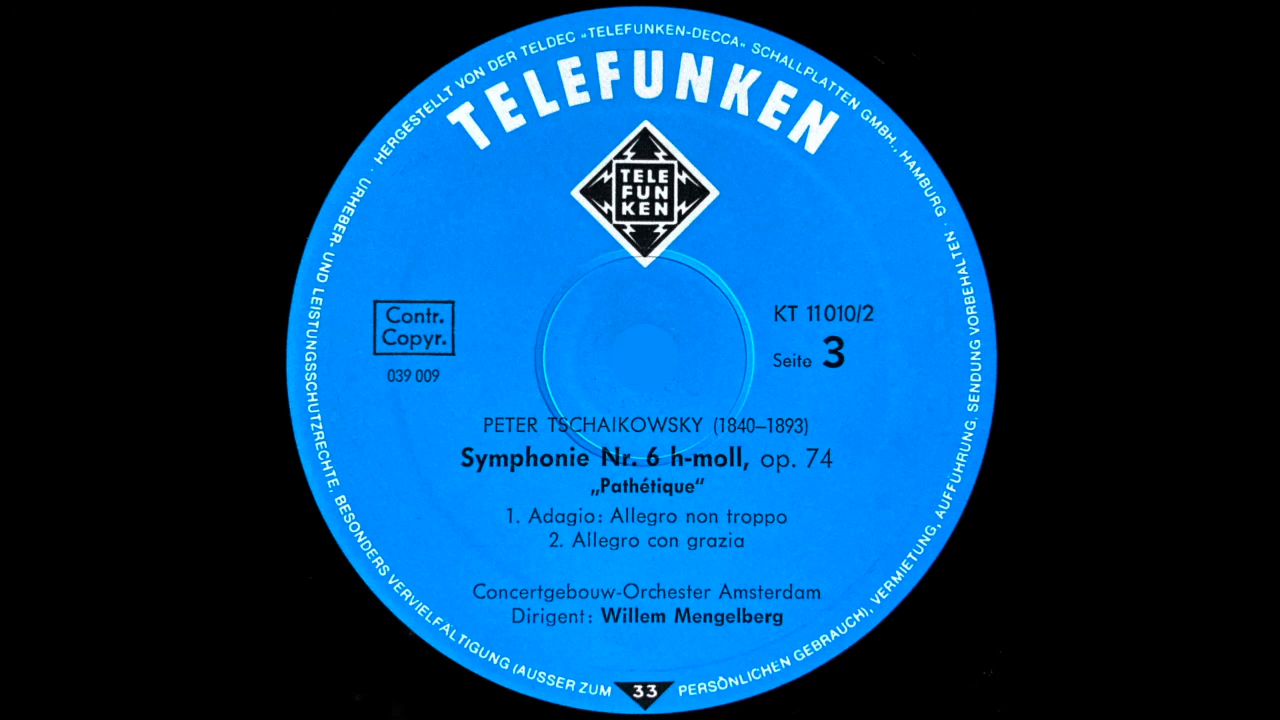 HERGESTELLT VON DER TELDEC »TELEFUNKEN-DECCA« SCHALLPLATTEN GMBH., HAMBURG · URHEBER- UND LEISTUNGSSCHUTZRECHTE, BESONDERS VERVIELFÄLTIGUNG (AUSSER ZUM PERSÖNLICHEN GEBRAUCH), VERMIETUNG, AUFFÜHRUNG, SENDUNG VORBEHALTEN ·
TELEFUNKEN
TELE
FUN
KEN
Contr.
Copyr.
039 009
KT 11010/2
Seite 3
PETER TSCHAIKOWSKY (1840–1893)
Symphonie Nr. 6 h-moll, op. 74
„Pathétique“
1. Adagio: Allegro non troppo
2. Allegro con grazia
Concertgebouw-Orchester Amsterdam
Dirigent: Willem Mengelberg
33